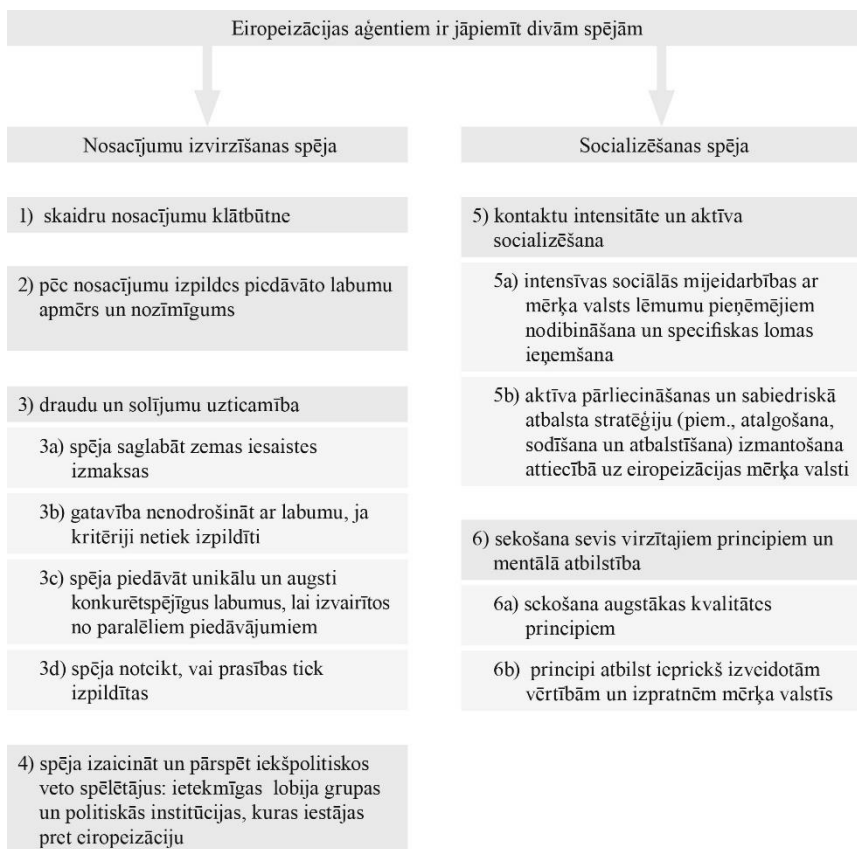 Eiropeizācijas aģentiem ir jāpiemīt divām spējām
Nosacījumu izvirzīšanas spēja
1) skaidru nosacījumu klātbūtne
2) pēc nosacījumu izpildes piedāvāto labumu
apmērs un nozīmīgums
3) draudu un solījumu uzticamība
3a) spēja saglabāt zemas iesaistes
izmaksas
3b) gatavība nenodrošināt ar labumu, ja
kritēriji netiek izpildīti
3c) spēja piedāvāt unikālu un augsti
konkurētspējīgus labumus, lai izvairītos
no paralēliem piedāvājumiem
3d) spēja noteikt, vai prasības tiek
izpildītas
4) spēja izaicināt un pārspēt iekšpolitiskos
veto spēlētājus: ietekmīgas lobija grupas
un politiskās institūcijas, kuras iestājas
pret eiropeizāciju
Socializēšanas spēja
5) kontaktu intensitāte un aktīva
socializēšana
5a) intensīvas sociālās mijeidarbības ar
mērķa valsts lēmumu pieņēmējiem
nodibināšana un specifiskas lomas
ieņemšana
5b) aktīva pārliecināšanas un sabiedriskā
atbalsta stratēģiju (piem., atalgošana,
sodīšana un atbalstīšana) izmantošana
attiecībā uz eiropeizācijas mērķa valsti
6) sekošana sevis virzītajiem principiem un
mentālā atbilstība
6a) sekošana augstākas kvalitātes
principiem
6b) principi atbilst iepriekš izveidotām
vērtībām un izpratnēm mērķa valstīs